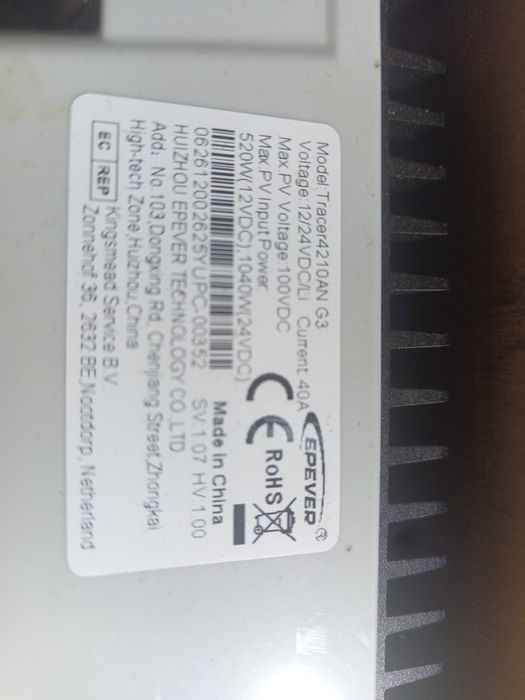 Model:Tracer4210AN G3
Voltage:12/24VDC/Li Current:40A
Max.PV Voltage:100VDC
Max.PV Input Power:
520W(12VDC),1040W(24VDC)
EPEVER®
CE RoHS
Made in China
062612002625YUPC-00352 SV:1.07 HV:1.00
HUIZHOU EPEVER TECHNOLOGY CO.,LTD.
Add: No.103,Dongxing Rd, Chenjiang Street,Zhongkai
High-tech Zone,Huizhou,China
EC REP
Kingsmead Service B.V.
Zonnehof 36, 2632 BE,Nootdorp, Netherland